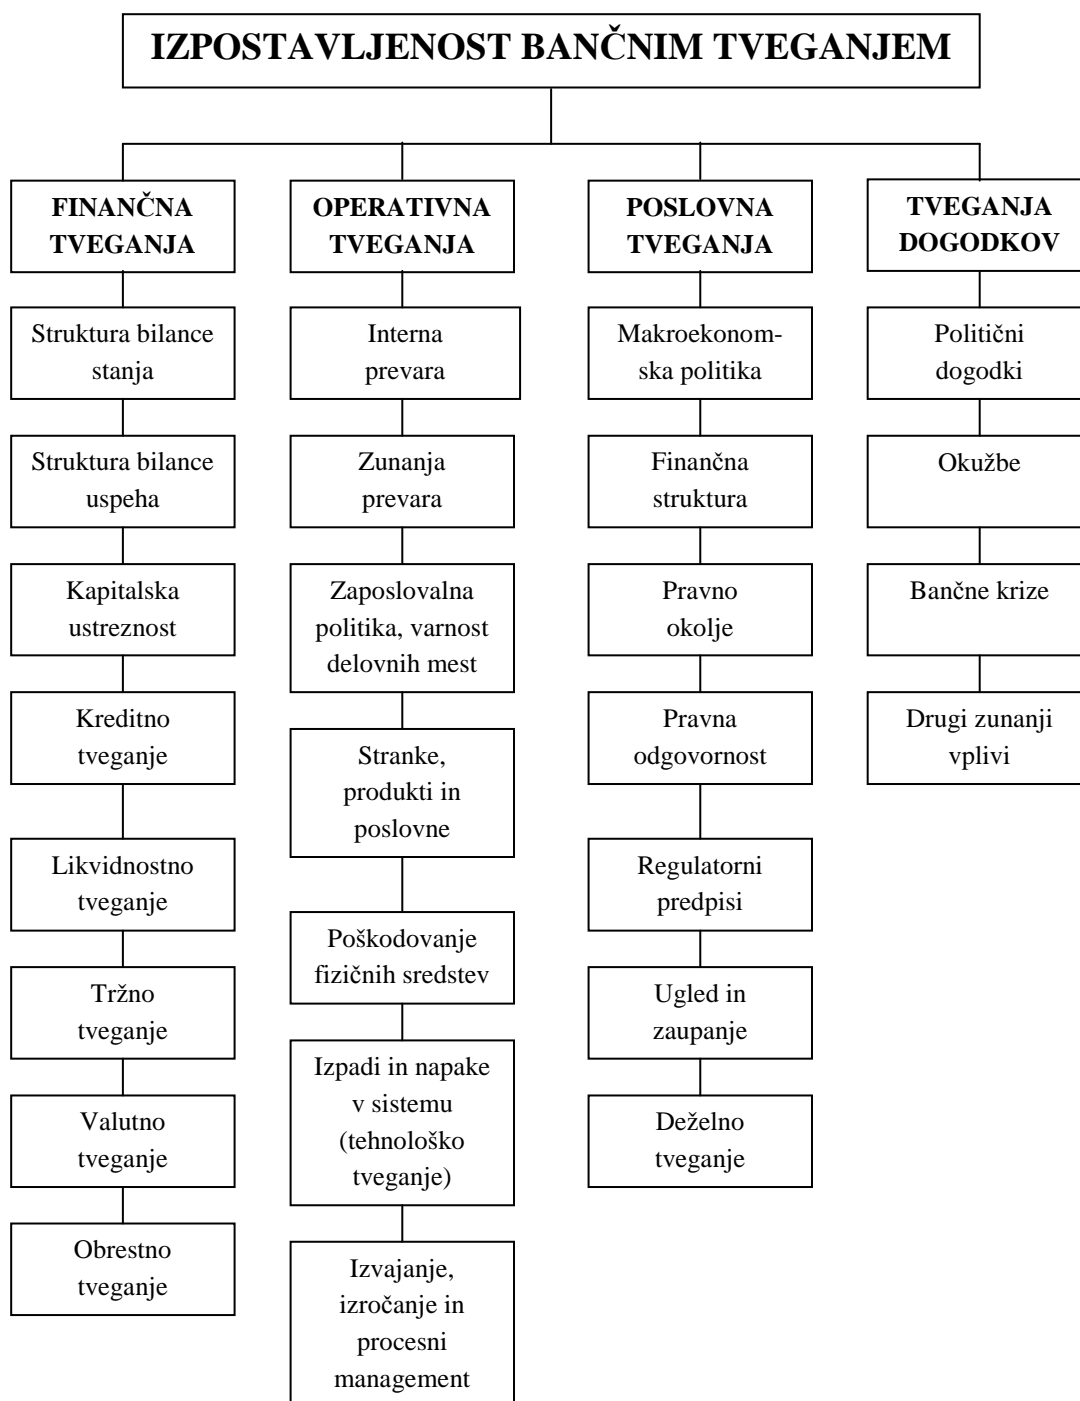 IZPOSTAVLJENOST BANČNIM TVEGANJEM
FINANČNA
TVEGANJA
Struktura bilance
stanja
Struktura bilance
uspeha
Kapitalska
ustreznost
Kreditno
tveganje
Likvidnostno
tveganje
Tržno
tveganje
Valutno
tveganje
Obrestno
tveganje
OPERATIVNA
TVEGANJA
Interna
prevara
Zunanja
prevara
Zaposlovalna
politika, varnost
delovnih mest
Stranke,
produkti in
poslovne
Poškodovanje
fizičnih sredstev
Izpadi in napake
v sistemu
(tehnološko
tveganje)
Izvajanje,
izročanje in
procesni
management
POSLOVNA
TVEGANJA
Makroekonom-
ska politika
Finančna
struktura
Pravno
okolje
Pravna
odgovornost
Regulatorni
predpisi
Ugled in
zaupanje
Deželno
tveganje
TVEGANJA
DOGODKOV
Politični
dogodki
Okužbe
Bančne krize
Drugi zunanji
vplivi